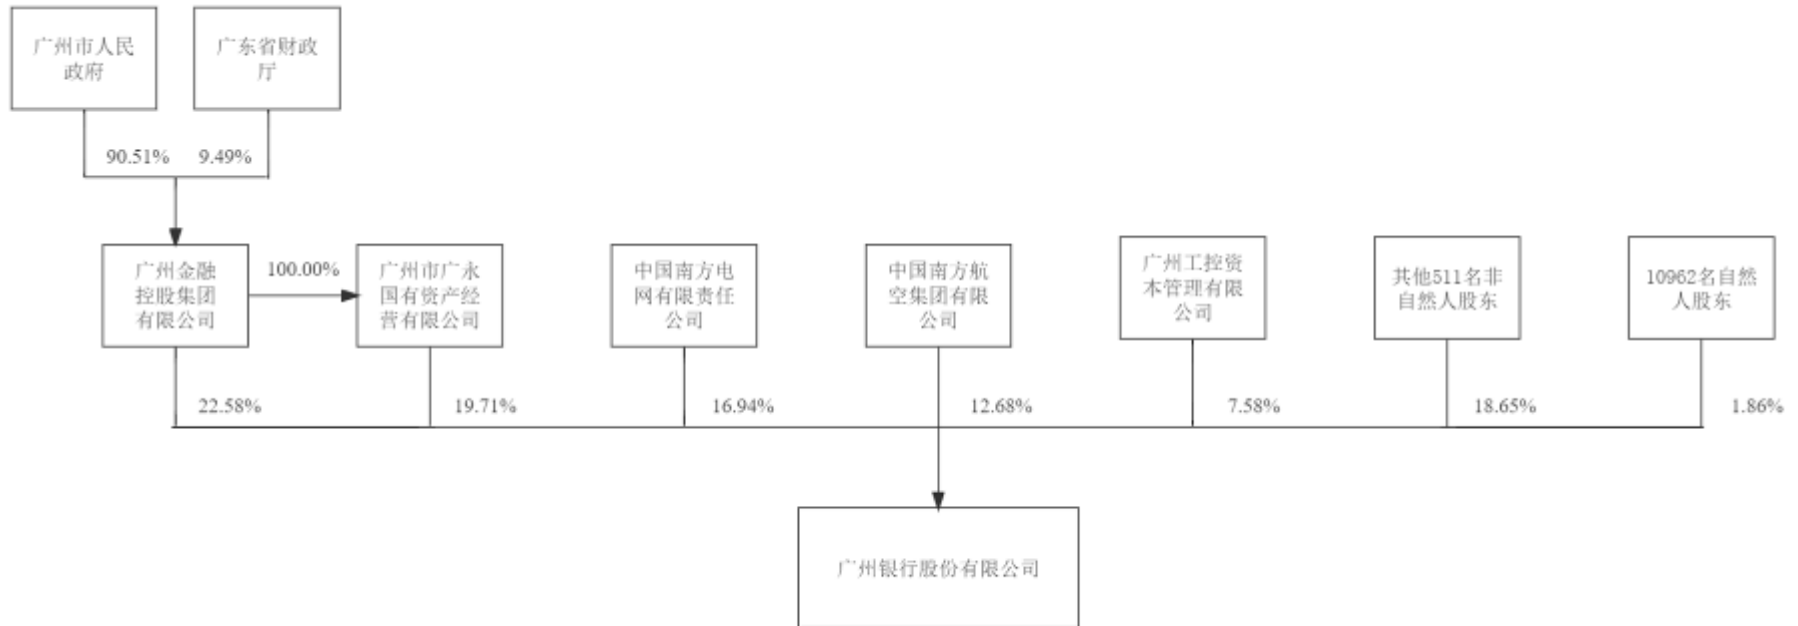 广州市人民
政府
广东省财政
厅
90.51%
9.49%
广州金融
控股集团
有限公司
100.00%
广州市广永
国有资产经
营有限公司
中国南方电
网有限责任
公司
中国南方航
空集团有限
公司
广州工控资
本管理有限
公司
其他511名非
自然人股东
10962名自然
人股东
22.58%
19.71%
16.94%
12.68%
7.58%
18.65%
1.86%
广州银行股份有限公司